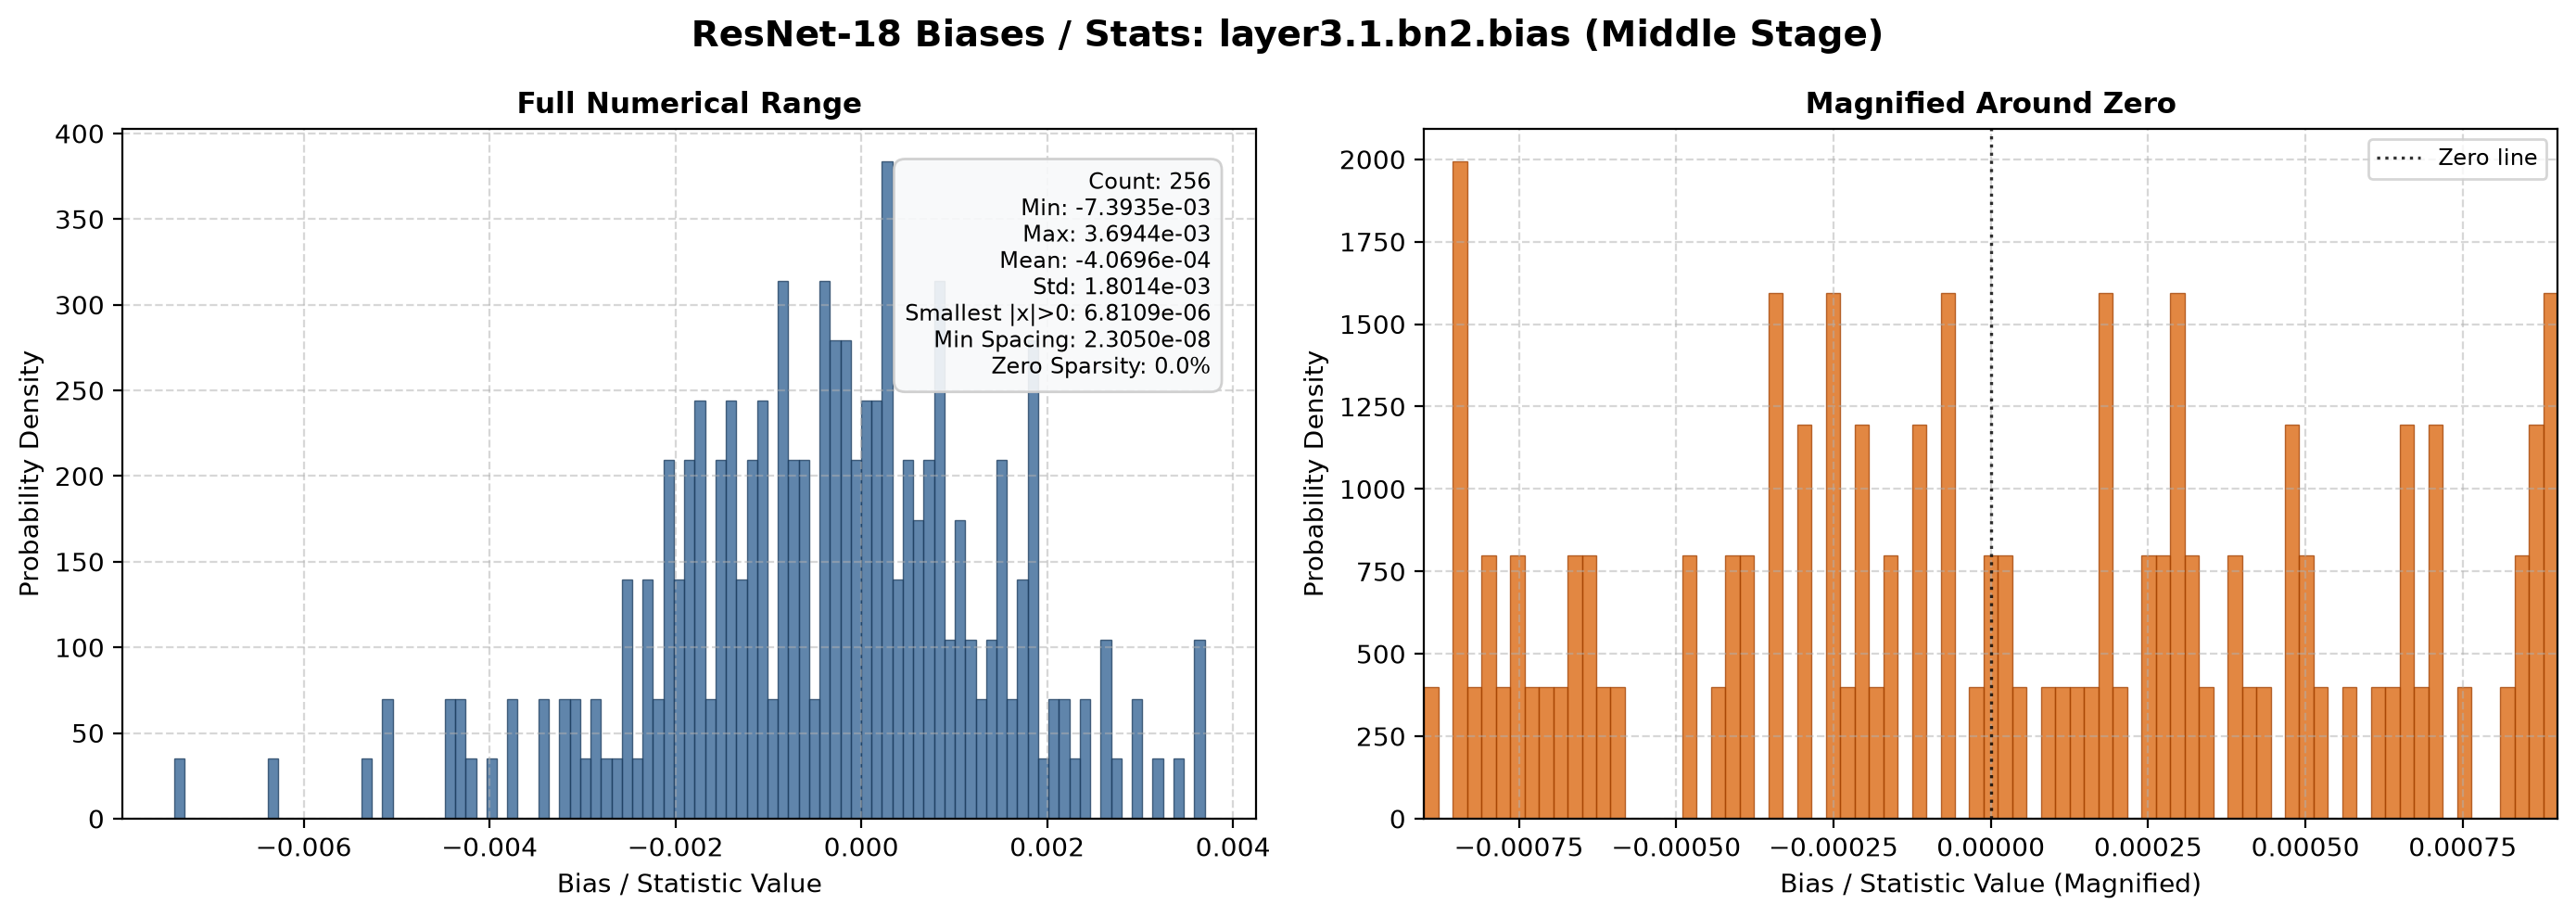 ResNet-18 Biases / Stats: layer3.1.bn2.bias (Middle Stage)
Full Numerical Range
Probability Density
400
350
300
250
200
150
100
50
0
Count: 256
Min: -7.3935e-03
Max: 3.6944e-03
Mean: -4.0696e-04
Std: 1.8014e-03
Smallest |x|>0: 6.8109e-06
Min Spacing: 2.3050e-08
Zero Sparsity: 0.0%
−0.006 −0.004 −0.002 0.000 0.002 0.004
Bias / Statistic Value
Magnified Around Zero
Probability Density
2000
1750
1500
1250
1000
750
500
250
0
Zero line
−0.00075 −0.00050 −0.00025 0.00000 0.00025 0.00050 0.00075
Bias / Statistic Value (Magnified)